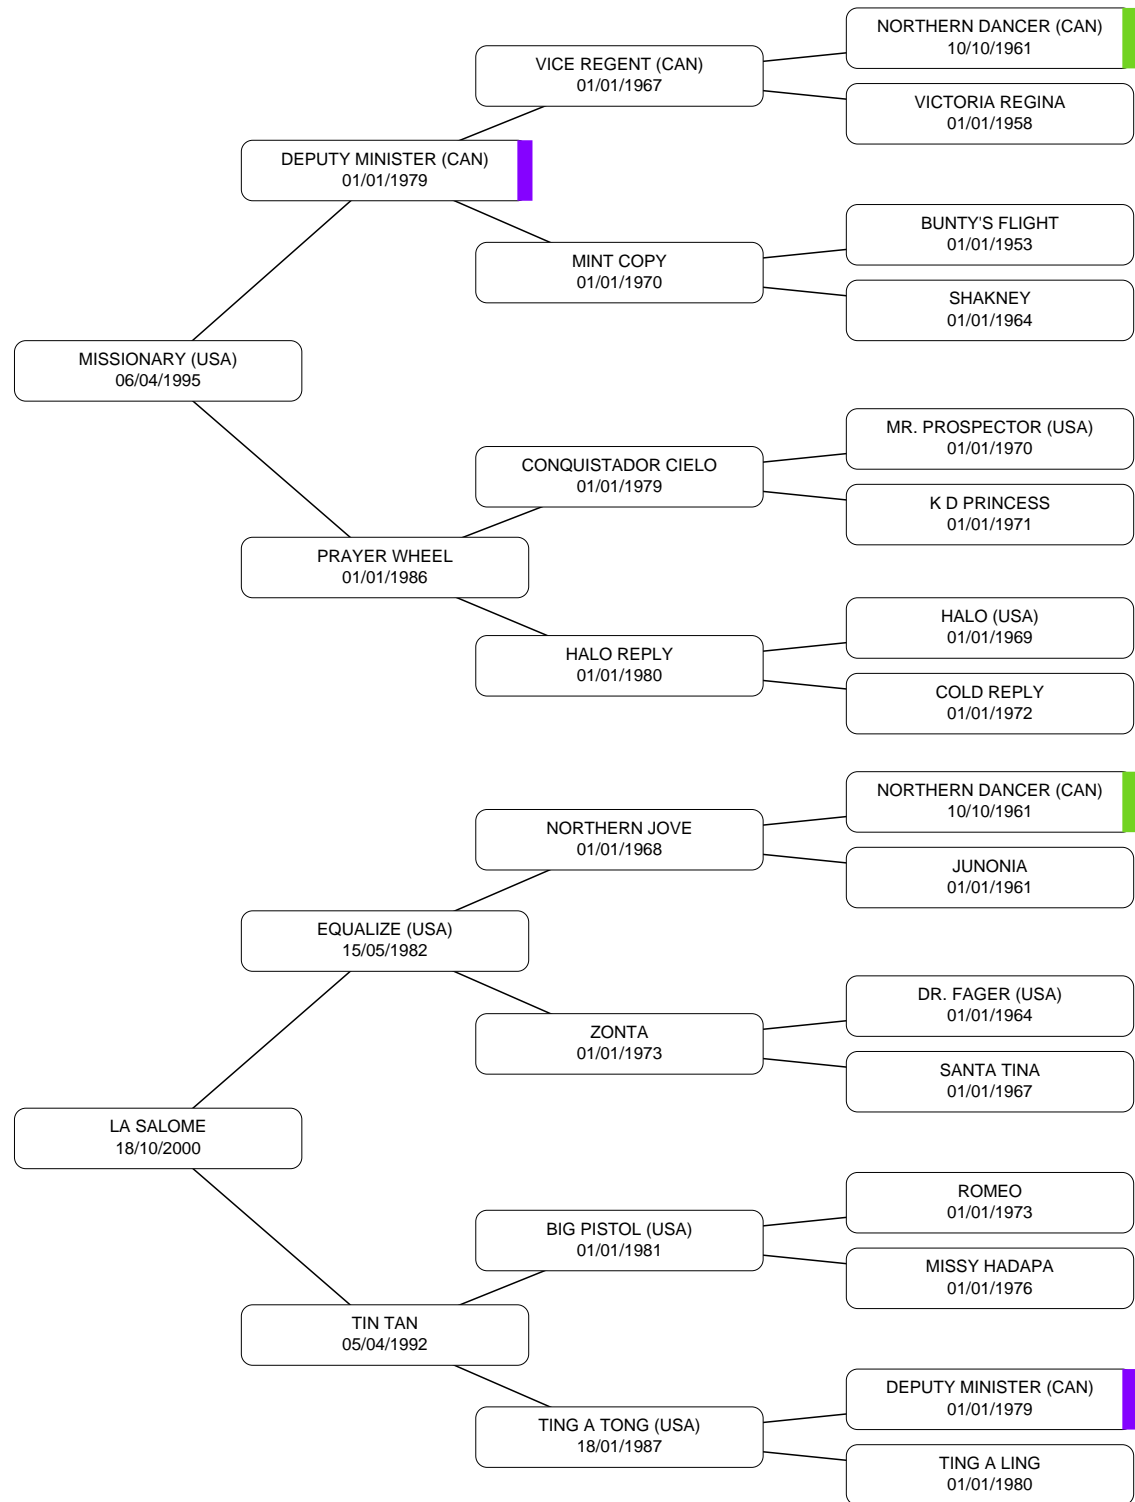 NORTHERN DANCER (CAN)
10/10/1961
VICE REGENT (CAN)
01/01/1967
VICTORIA REGINA
01/01/1958
DEPUTY MINISTER (CAN)
01/01/1979
BUNTY'S FLIGHT
01/01/1953
MINT COPY
01/01/1970
SHAKNEY
01/01/1964
MISSIONARY (USA)
06/04/1995
MR. PROSPECTOR (USA)
01/01/1970
CONQUISTADOR CIELO
01/01/1979
K D PRINCESS
01/01/1971
PRAYER WHEEL
01/01/1986
HALO (USA)
01/01/1969
HALO REPLY
01/01/1980
COLD REPLY
01/01/1972
NORTHERN DANCER (CAN)
10/10/1961
NORTHERN JOVE
01/01/1968
JUNONIA
01/01/1961
EQUALIZE (USA)
15/05/1982
DR. FAGER (USA)
01/01/1964
ZONTA
01/01/1973
SANTA TINA
01/01/1967
LA SALOME
18/10/2000
ROMEO
01/01/1973
BIG PISTOL (USA)
01/01/1981
MISSY HADAPA
01/01/1976
TIN TAN
05/04/1992
DEPUTY MINISTER (CAN)
01/01/1979
TING A TONG (USA)
18/01/1987
TING A LING
01/01/1980